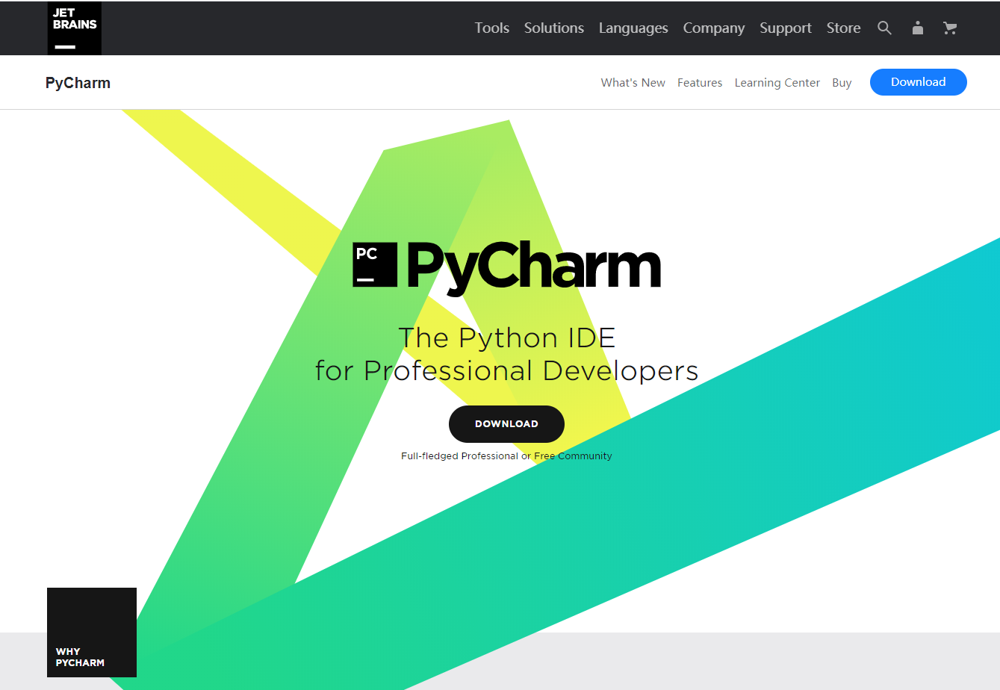 JET
BRAINS
Tools Solutions Languages Company Support Store
PyCharm
What's New Features Learning Center Buy Download
PC PyCharm
The Python IDE
for Professional Developers
DOWNLOAD
Full-fledged Professional or Free Community
WHY
PYCHARM